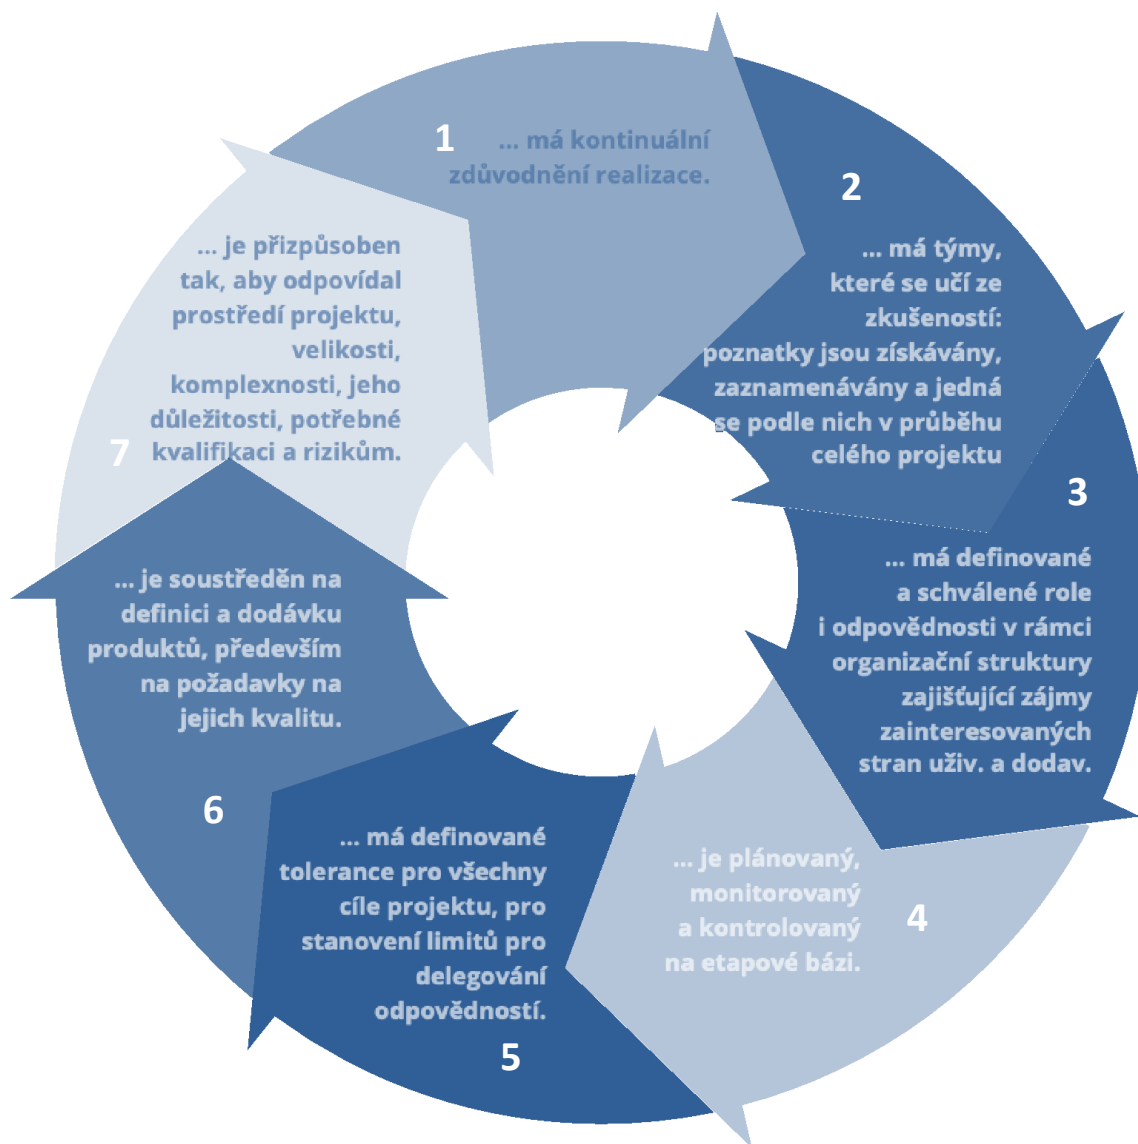 1
... má kontinuální
zdůvodnění realizace.
2
... má týmy,
které se učí ze
zkušeností:
poznatky jsou získávány,
zaznamenávány a jedná
se podle nich v průběhu
celého projektu
3
... má definované
a schválené role
i odpovědnosti v rámci
organizační struktury
zajišťující zájmy
zainteresovaných
stran uživ. a dodav.
4
... je plánovaný,
monitorovaný
a kontrolovaný
na etapové bázi.
5
... má definované
tolerance pro všechny
cíle projektu, pro
stanovení limitů pro
delegování
odpovědností.
6
... je soustředěn na
definici a dodávku
produktů, především
na požadavky na
jejich kvalitu.
7
... je přizpůsoben
tak, aby odpovídal
prostředí projektu,
velikosti,
komplexnosti, jeho
důležitosti, potřebné
kvalifikaci a rizikům.